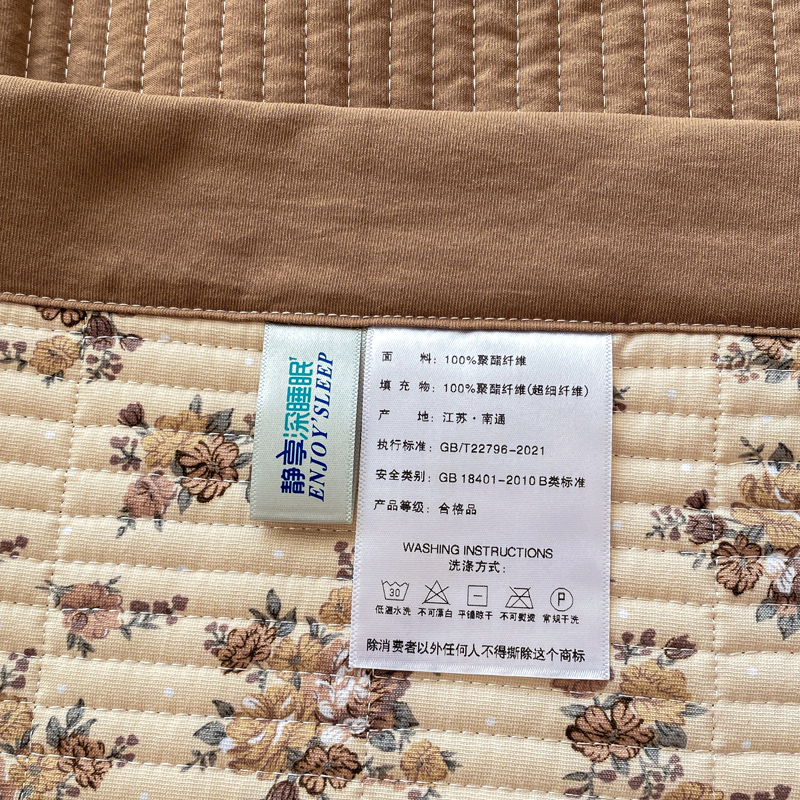 静享深睡眠
ENJOY'SLEEP
面 料: 100%聚酯纤维
填 充 物: 100%聚酯纤维(超细纤维)
产 地: 江苏·南通
执行标准: GB/T22796-2021
安全类别: GB 18401-2010 B类标准
产品等级: 合格品
WASHING INSTRUCTIONS
洗涤方式:
30 P
低温水洗 不可漂白 平铺晾干 不可熨烫 常规干洗
除消费者以外任何人不得撕除这个商标